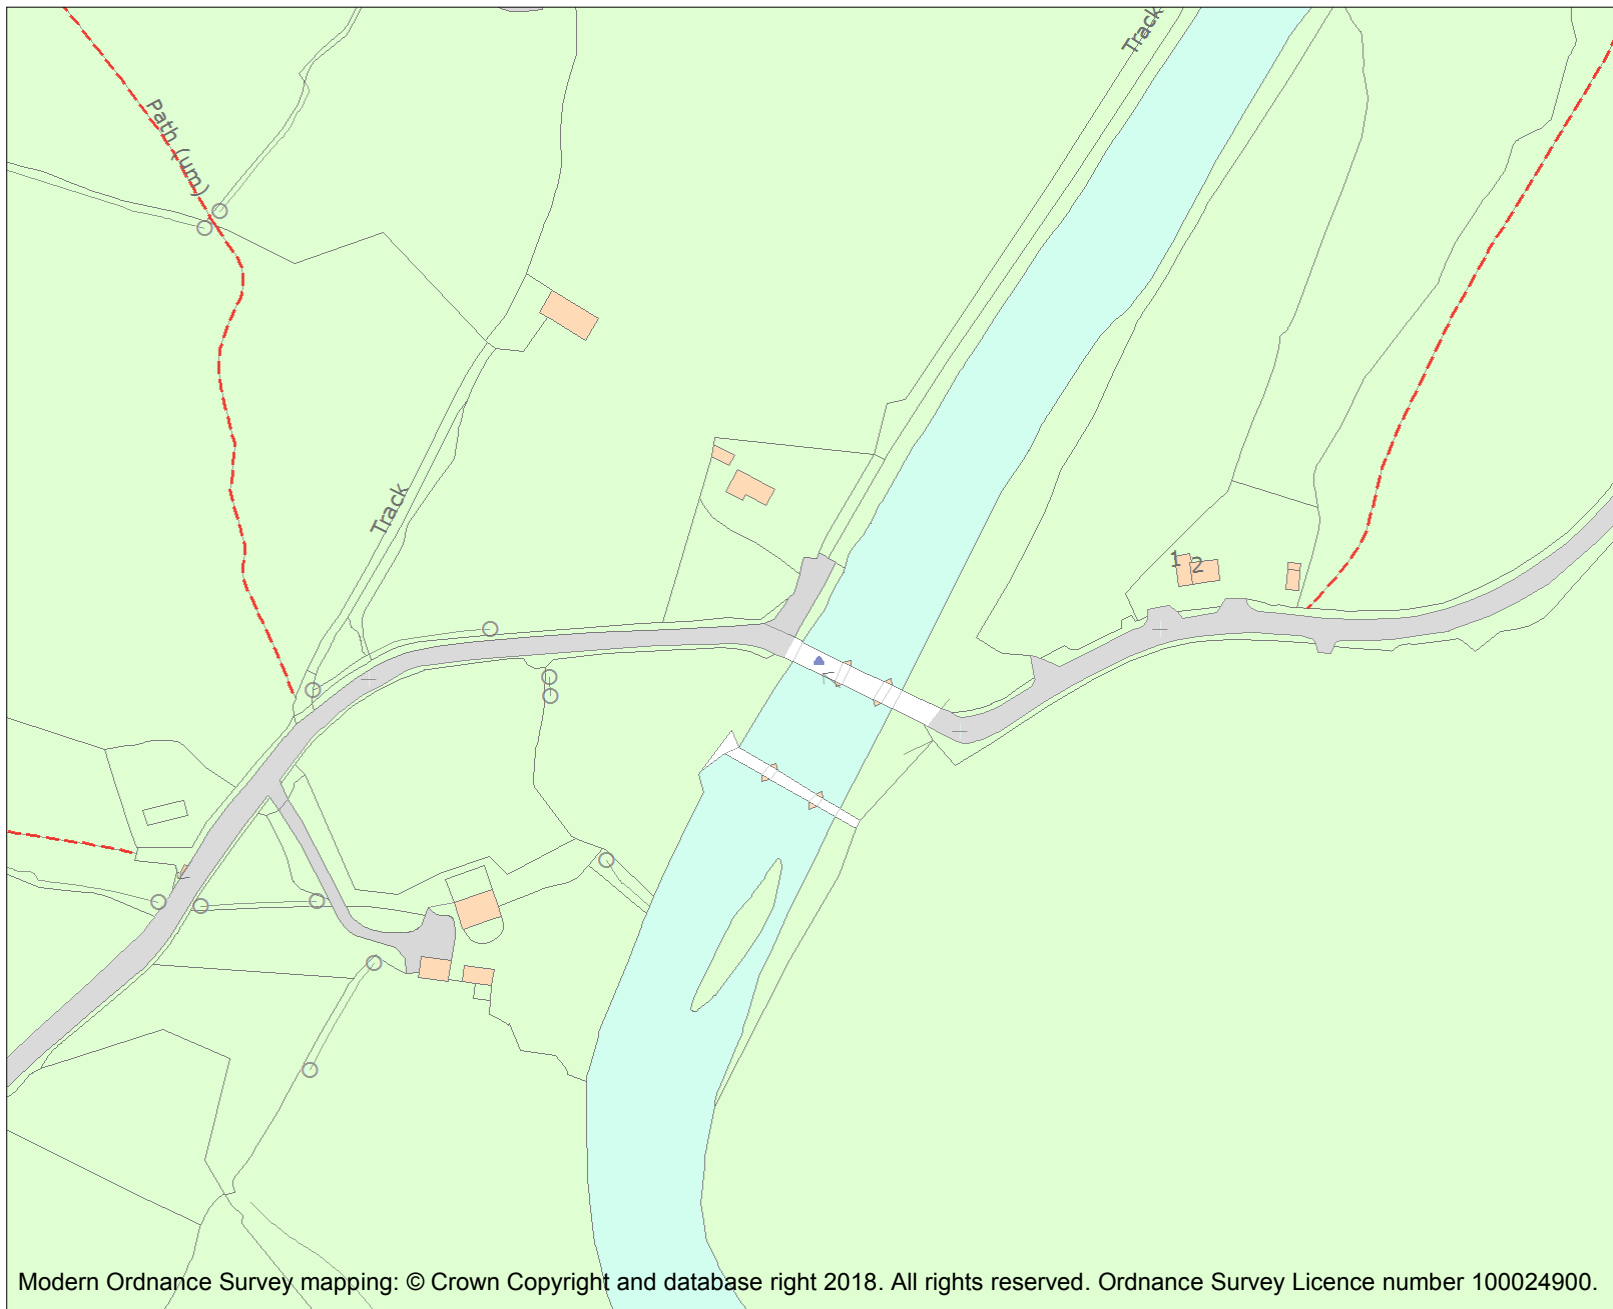 Track
Path (um)
Track
1
2
Modern Ordnance Survey mapping: © Crown Copyright and database right 2018. All rights reserved. Ordnance Survey Licence number 100024900.